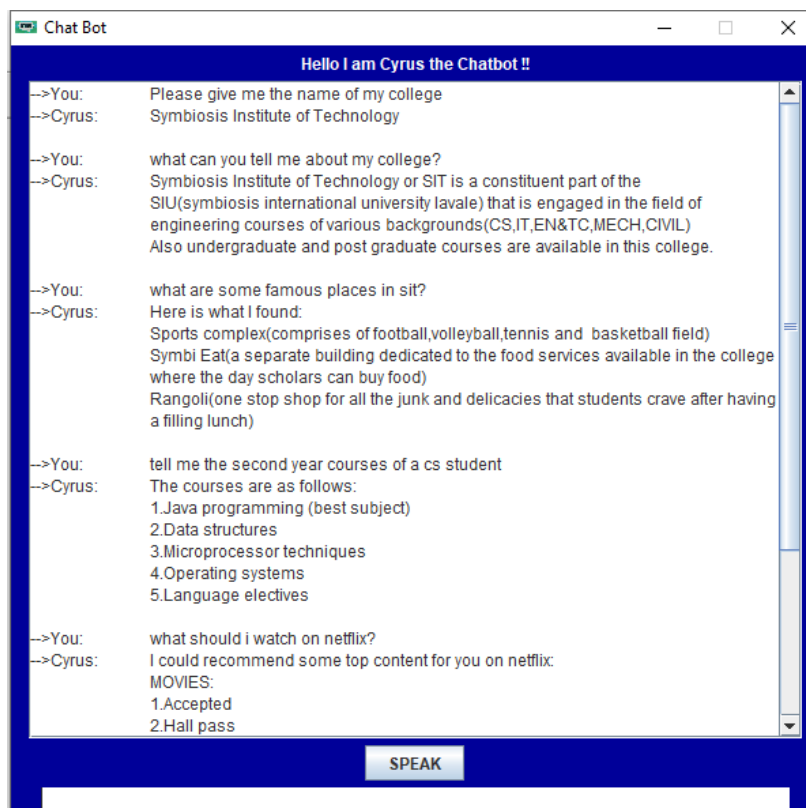 Chat Bot
Hello I am Cyrus the Chatbot !!
-->You: Please give me the name of my college
-->Cyrus: Symbiosis Institute of Technology
-->You: what can you tell me about my college?
-->Cyrus: Symbiosis Institute of Technology or SIT is a constituent part of the
SIU(symbiosis international university lavale) that is engaged in the field of
engineering courses of various backgrounds(CS,IT,EN&TC,MECH,CIVIL)
Also undergraduate and post graduate courses are available in this college.
-->You: what are some famous places in sit?
-->Cyrus: Here is what I found:
Sports complex(comprises of football,volleyball,tennis and  basketball field)
Symbi Eat(a separate building dedicated to the food services available in the college
where the day scholars can buy food)
Rangoli(one stop shop for all the junk and delicacies that students crave after having
a filling lunch)
-->You: tell me the second year courses of a cs student
-->Cyrus: The courses are as follows:
1.Java programming (best subject)
2.Data structures
3.Microprocessor techniques
4.Operating systems
5.Language electives
-->You: what should i watch on netflix?
-->Cyrus: I could recommend some top content for you on netflix:
MOVIES:
1.Accepted
2.Hall pass
SPEAK